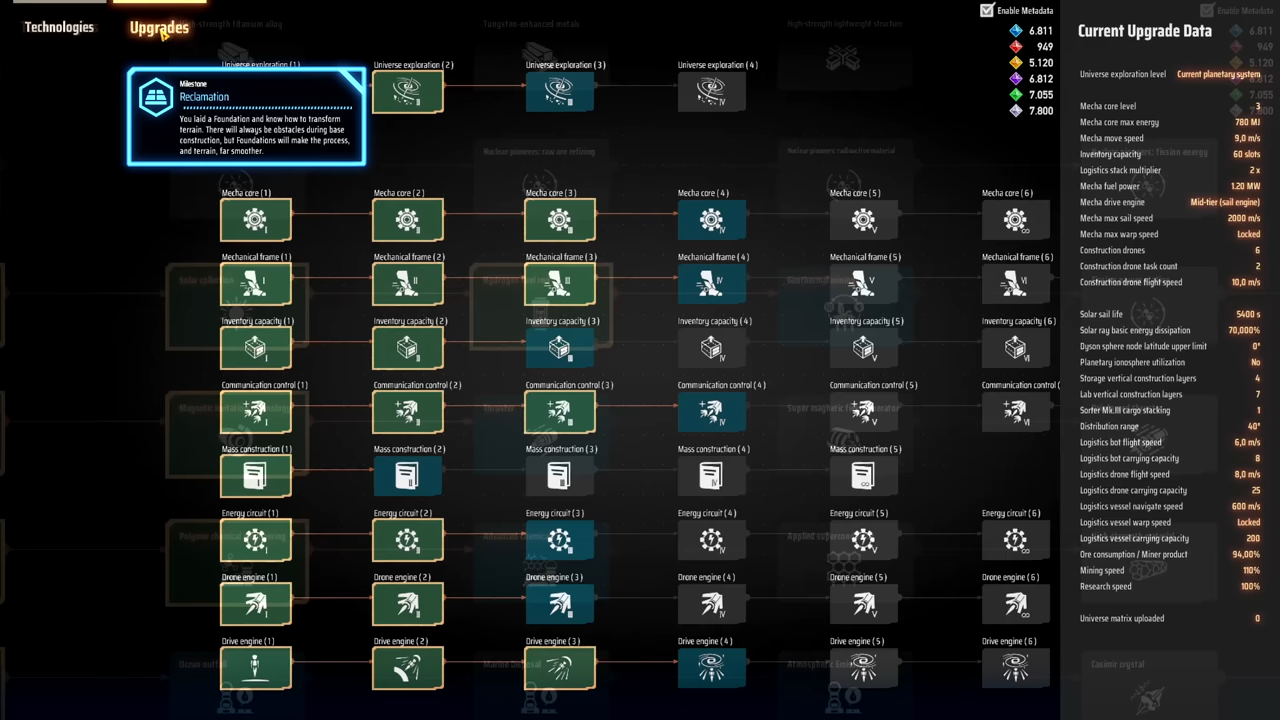 Technologies
Upgrades
Enable Metadata
6.811
949
5.120
6.812
7.055
7.800
Milestone
Reclamation
You laid a Foundation and know how to transform
terrain. There will always be obstacles during base
construction, but Foundations will make the process,
and terrain, far smoother.
Universe exploration (1)
Universe exploration (2)
Universe exploration (3)
Universe exploration (4)
Mecha core (1)
Mecha core (2)
Mecha core (3)
Mecha core (4)
Mecha core (5)
Mecha core (6)
Mechanical frame (1)
Mechanical frame (2)
Mechanical frame (3)
Mechanical frame (4)
Mechanical frame (5)
Mechanical frame (6)
Inventory capacity (1)
Inventory capacity (2)
Inventory capacity (3)
Inventory capacity (4)
Inventory capacity (5)
Inventory capacity (6)
Communication control (1)
Communication control (2)
Communication control (3)
Communication control (4)
Communication control (5)
Communication control (
Mass construction (1)
Mass construction (2)
Mass construction (3)
Mass construction (4)
Mass construction (5)
Energy circuit (1)
Energy circuit (2)
Energy circuit (3)
Energy circuit (4)
Energy circuit (5)
Energy circuit (6)
Drone engine (1)
Drone engine (2)
Drone engine (3)
Drone engine (4)
Drone engine (5)
Drone engine (6)
Drive engine (1)
Drive engine (2)
Drive engine (3)
Drive engine (4)
Drive engine (5)
Drive engine (6)
Current Upgrade Data
Universe exploration level Current planetary system
Mecha core level 3
Mecha core max energy 780 MJ
Mecha move speed 9,0 m/s
Inventory capacity 60 slots
Logistics stack multiplier 2 x
Mecha fuel power 1.20 MW
Mecha drive engine Mid-tier (sail engine)
Mecha max sail speed 2000 m/s
Mecha max warp speed Locked
Construction drones 6
Construction drone task count 2
Construction drone flight speed 10,0 m/s
Solar sail life 5400 s
Solar ray basic energy dissipation 70,000%
Dyson sphere node latitude upper limit 0°
Planetary ionosphere utilization No
Storage vertical construction layers 4
Lab vertical construction layers 7
Sorter Mk.III cargo stacking 1
Distribution range 40°
Logistics bot flight speed 6,0 m/s
Logistics bot carrying capacity 8
Logistics drone flight speed 8,0 m/s
Logistics drone carrying capacity 25
Logistics vessel navigate speed 600 m/s
Logistics vessel warp speed Locked
Logistics vessel carrying capacity 200
Ore consumption / Miner product 94,00%
Mining speed 110%
Research speed 100%
Universe matrix uploaded 0